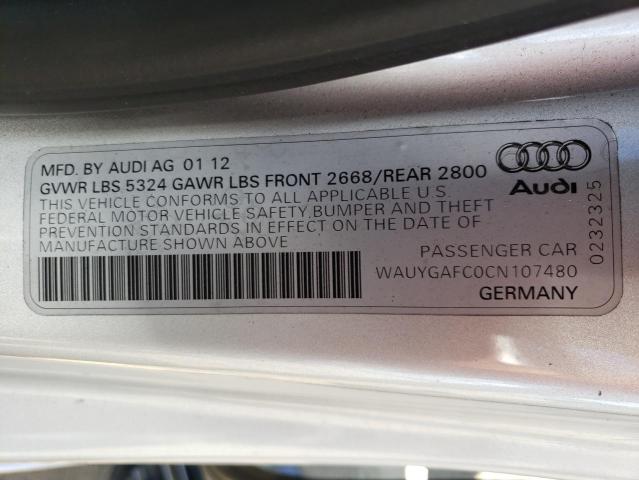 MFD. BY AUDI AG 01 12
GVWR LBS 5324 GAWR LBS FRONT 2668/REAR 2800
THIS VEHICLE CONFORMS TO ALL APPLICABLE U S
FEDERAL MOTOR VEHICLE SAFETY,BUMPER AND THEFT
PREVENTION STANDARDS IN EFFECT ON THE DATE OF
MANUFACTURE SHOWN ABOVE
PASSENGER CAR
WAUYGAFC0CN107480
GERMANY
Audi
0232325